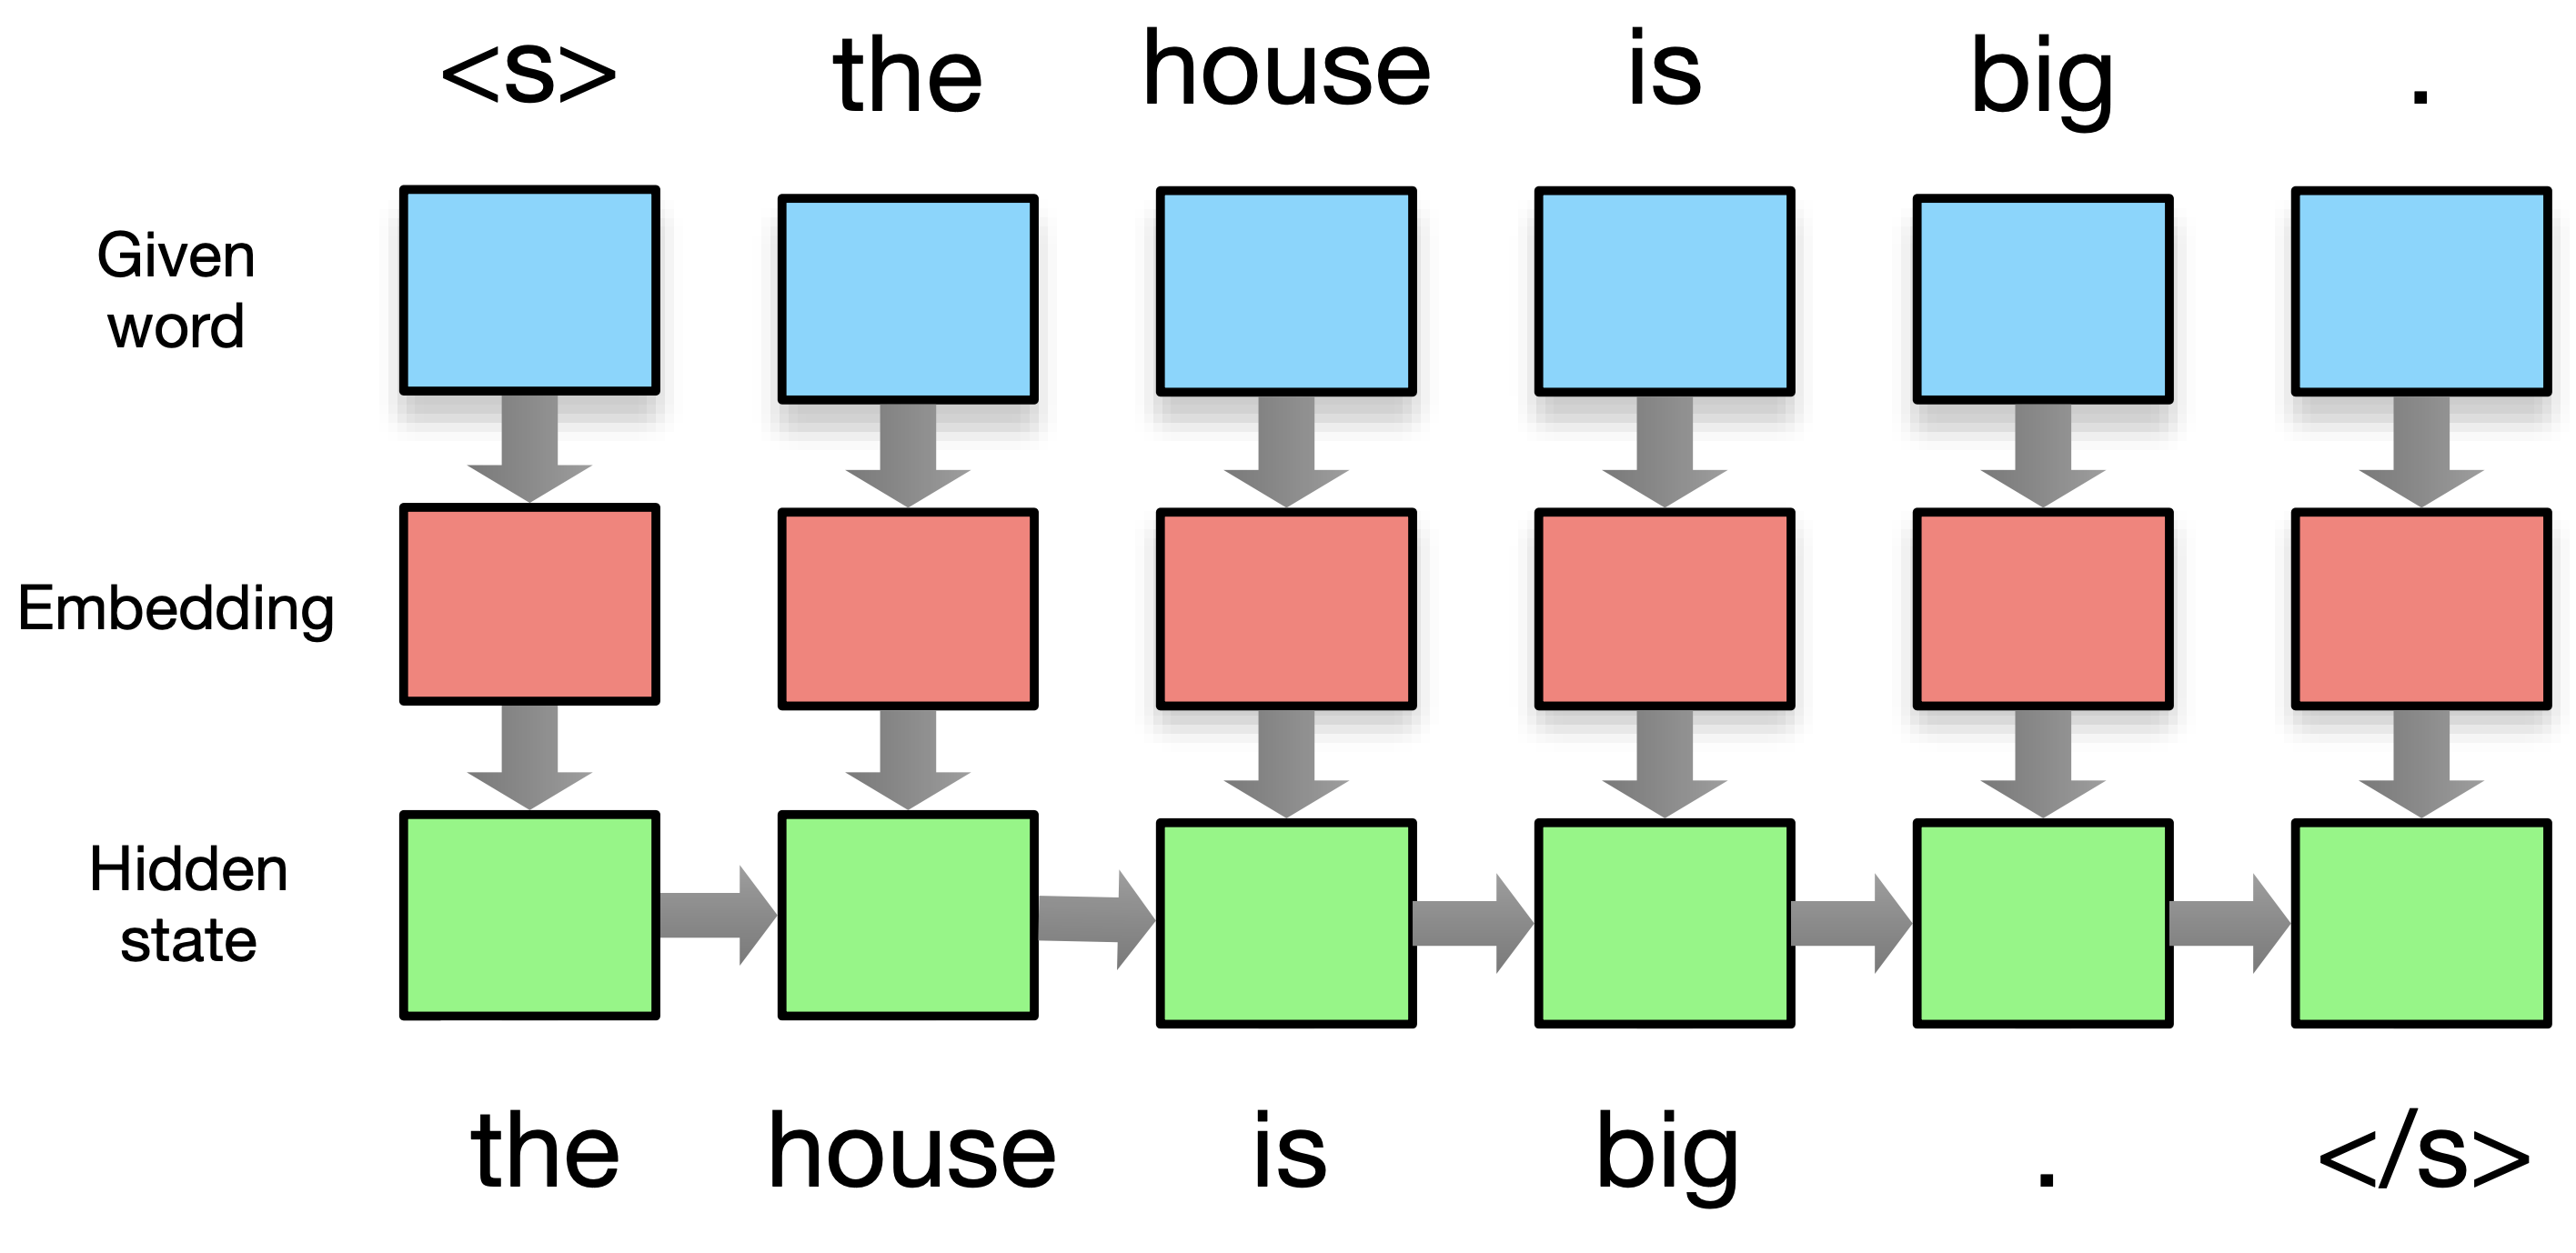 <s> the house is big .
Given
word
Embedding
Hidden
state
the house is big . </s>